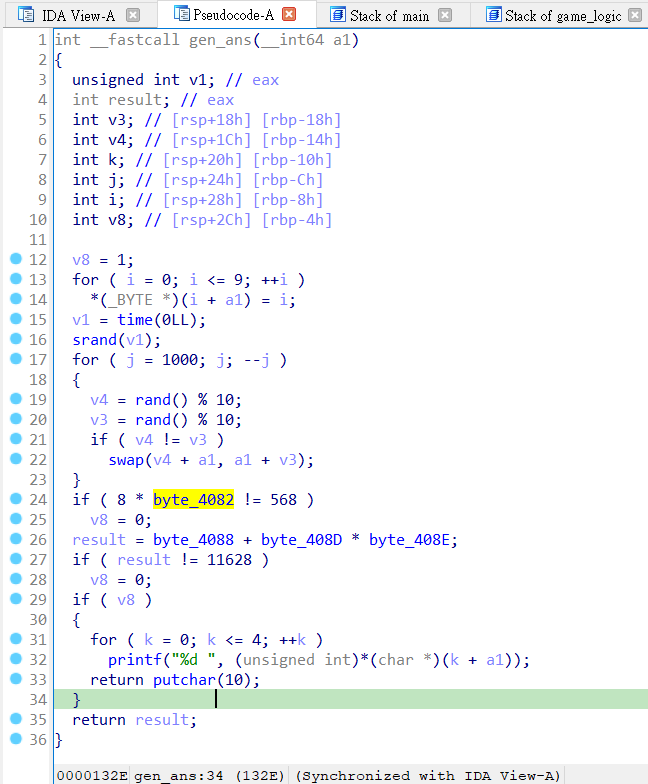 IDA View-A Pseudocode-A Stack of main Stack of game_logic
1 int __fastcall gen_ans(__int64 a1)
2 {
3   unsigned int v1; // eax
4   int result; // eax
5   int v3; // [rsp+18h] [rbp-18h]
6   int v4; // [rsp+1Ch] [rbp-14h]
7   int k; // [rsp+20h] [rbp-10h]
8   int j; // [rsp+24h] [rbp-Ch]
9   int i; // [rsp+28h] [rbp-8h]
10   int v8; // [rsp+2Ch] [rbp-4h]
11
12   v8 = 1;
13   for ( i = 0; i <= 9; ++i )
14     *(_BYTE *)(i + a1) = i;
15   v1 = time(0LL);
16   srand(v1);
17   for ( j = 1000; j; --j )
18   {
19     v4 = rand() % 10;
20     v3 = rand() % 10;
21     if ( v4 != v3 )
22       swap(v4 + a1, a1 + v3);
23   }
24   if ( 8 * byte_4082 != 568 )
25     v8 = 0;
26   result = byte_4088 + byte_408D * byte_408E;
27   if ( result != 11628 )
28     v8 = 0;
29   if ( v8 )
30   {
31     for ( k = 0; k <= 4; ++k )
32       printf("%d ", (unsigned int)*(char *)(k + a1));
33     return putchar(10);
34   }
35   return result;
36 }
0000132E gen_ans:34 (132E) (Synchronized with IDA View-A)